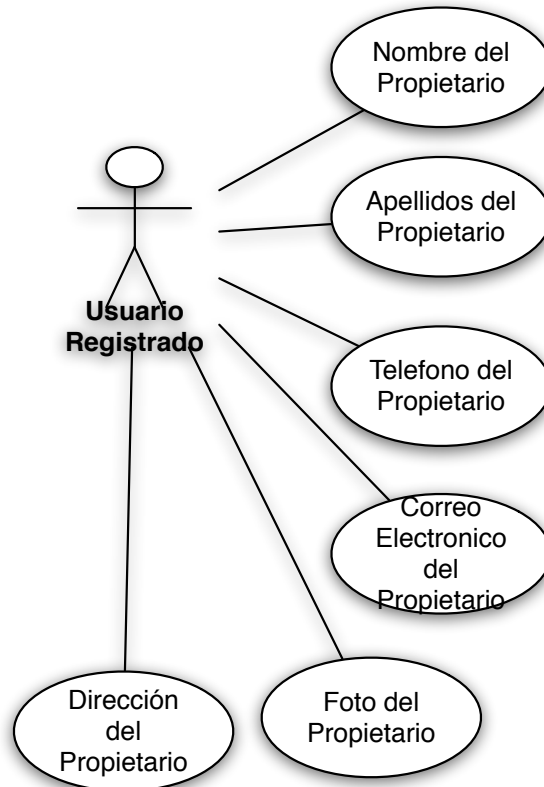 Nombre del
Propietario
Apellidos del
Propietario
Usuario
Registrado
Telefono del
Propietario
Correo
Electronico
del
Propietario
Dirección
del
Propietario
Foto del
Propietario